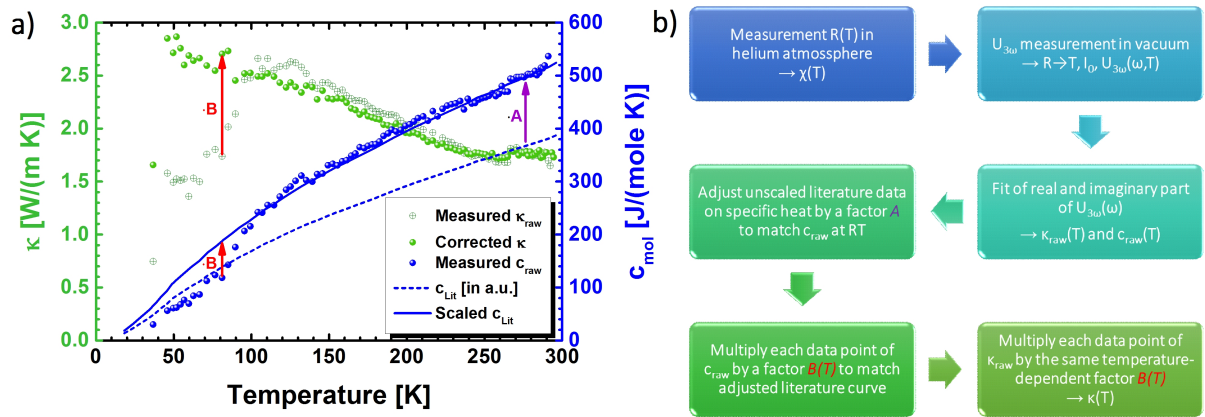 a)
3.0
2.5
2.0
1.5
1.0
0.5
0.0
κ [W/(m K)]
600
500
400
300
200
100
0
c_mol [J/(mole K)]
·B
·B
·A
Measured κ_raw
Corrected κ
Measured c_raw
c_Lit [in a.u.]
Scaled c_Lit
0 50 100 150 200 250 300
Temperature [K]
b)
Measurement R(T) in
helium atmossphere
→ χ(T)
U_3ω measurement in vacuum
→ R→T, I_0, U_3ω(ω,T)
Adjust unscaled literature data
on specific heat by a factor A
to match c_raw at RT
Fit of real and imaginary part
of U_3ω(ω)
→ κ_raw(T) and c_raw(T)
Multiply each data point of
c_raw by a factor B(T) to match
adjusted literature curve
Multiply each data point of
κ_raw by the same temperature-
dependent factor B(T)
→ κ(T)